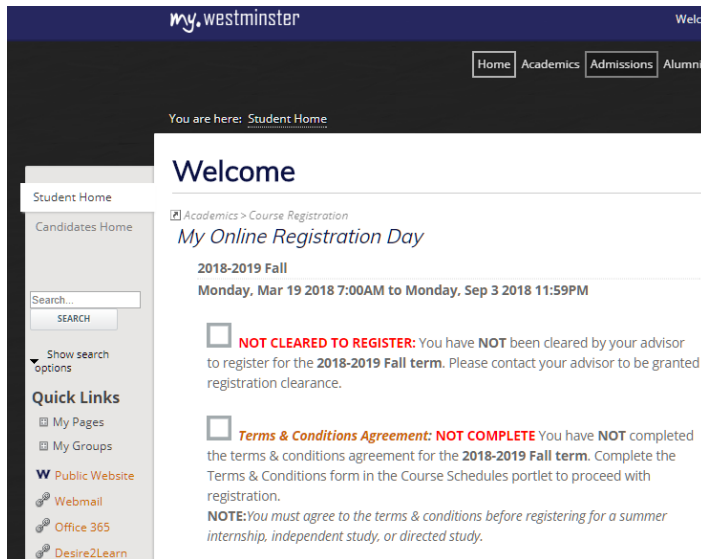 my.westminster
Home Academics Admissions Alumni
You are here: Student Home
Welcome
Student Home
Candidates Home
Academics > Course Registration
My Online Registration Day
2018-2019 Fall
Monday, Mar 19 2018 7:00AM to Monday, Sep 3 2018 11:59PM
Search...
SEARCH
Show search
options
NOT CLEARED TO REGISTER: You have NOT been cleared by your advisor
to register for the 2018-2019 Fall term. Please contact your advisor to be granted
registration clearance.
Quick Links
My Pages
My Groups
W Public Website
Webmail
Office 365
Desire2Learn
Terms & Conditions Agreement: NOT COMPLETE You have NOT completed
the terms & conditions agreement for the 2018-2019 Fall term. Complete the
Terms & Conditions form in the Course Schedules portlet to proceed with
registration.
NOTE:You must agree to the terms & conditions before registering for a summer
internship, independent study, or directed study.